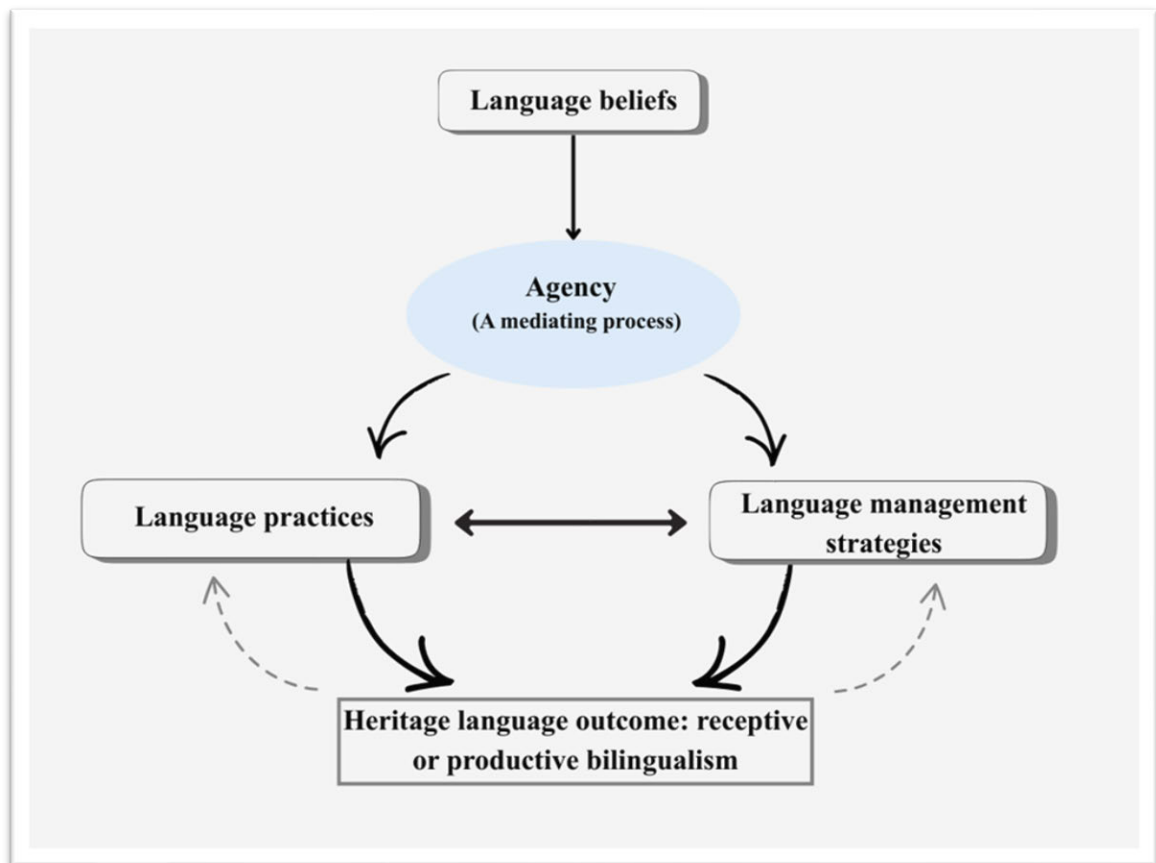 Language beliefs
Agency
(A mediating process)
Language practices
Language management
strategies
Heritage language outcome: receptive
or productive bilingualism